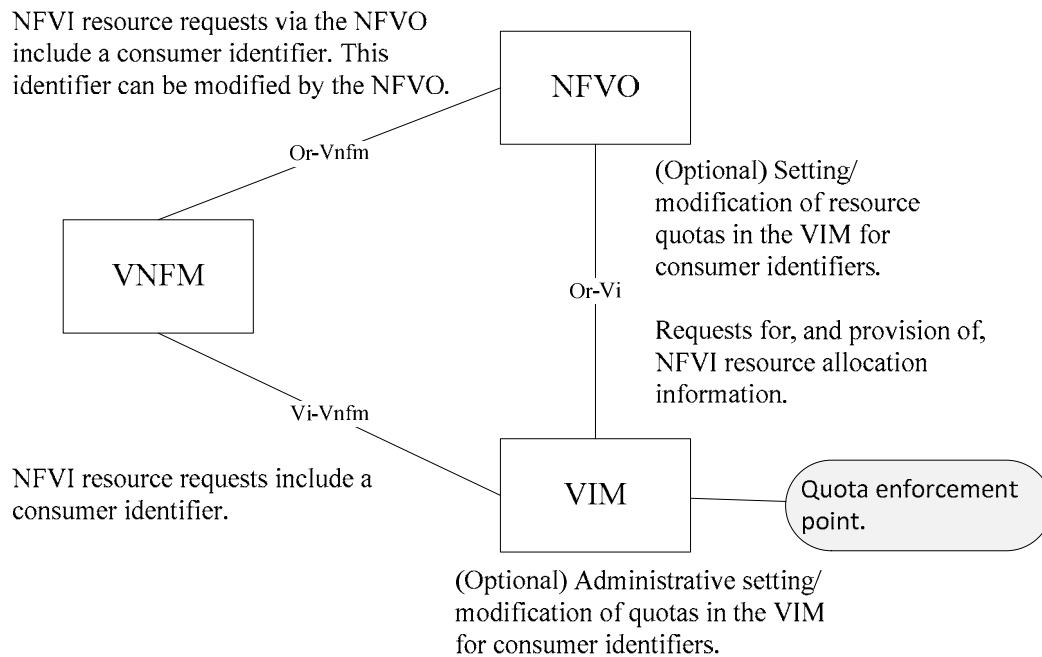 NFVI resource requests via the NFVO
include a consumer identifier. This
identifier can be modified by the NFVO.
NFVO
Or-Vnfm
(Optional) Setting/
modification of resource
quotas in the VIM for
consumer identifiers.
VNFM
Or-Vi
Requests for, and provision of,
NFVI resource allocation
information.
Vi-Vnfm
NFVI resource requests include a
consumer identifier.
VIM
Quota enforcement
point.
(Optional) Administrative setting/
modification of quotas in the VIM
for consumer identifiers.